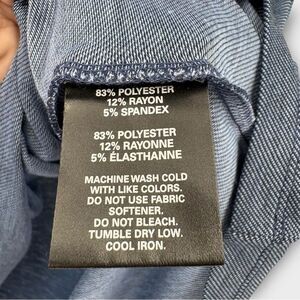 83% POLYESTER
12% RAYON
5% SPANDEX
83% POLYESTER
12% RAYONNE
5% ÉLASTHANNE
MACHINE WASH COLD
WITH LIKE COLORS.
DO NOT USE FABRIC
SOFTENER.
DO NOT BLEACH.
TUMBLE DRY LOW.
COOL IRON.